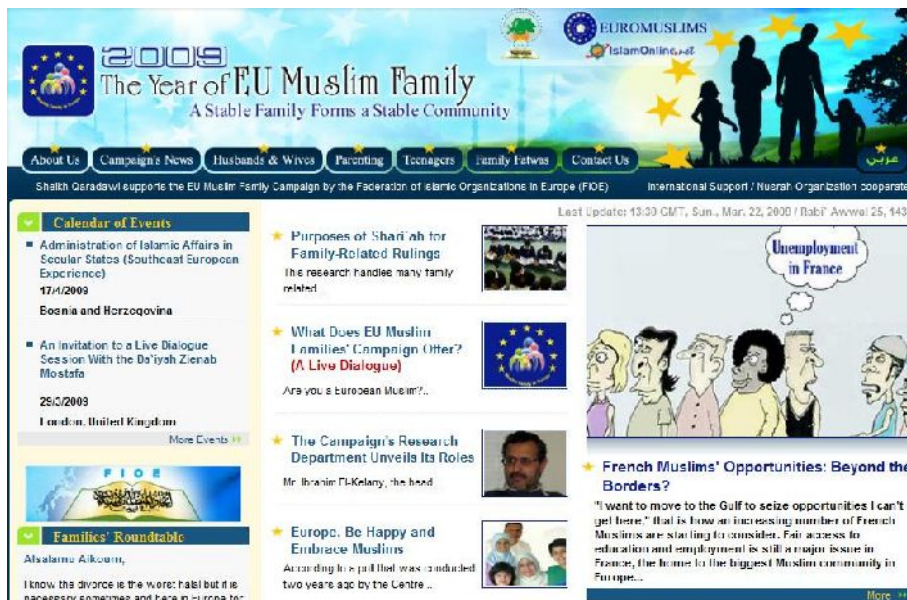 2009
The Year of EU Muslim Family
A Stable Family Forms a Stable Community
EUROMUSLIMS
IslamOnline.net
About Us
Campaign's News
Husbands & Wives
Parenting
Teenagers
Family Fatwas
Contact Us
عربي
Sheikh Qaradawi supports the EU Muslim Family Campaign by the Federation of Islamic Organizations in Europe (FIOE)
International Support / Nusrah Organization cooperate
Last Update: 13:30 GMT, Sun., Mar. 22, 2009 / Rabi` Awwal 25, 143
Calendar of Events
Administration of Islamic Affairs in
Secular States (Southeast European
Experience)
17/4/2009
Bosnia and Herzegovina
An Invitation to a Live Dialogue
Session With the Da`iyah Zienab
Mostafa
29/3/2009
London, United Kingdom
More Events
FIOE
Families' Roundtable
Alsalamu Alkoum,
I know the divorce is the worst halal but it is
necessary sometimes and here in Europe for
Purposes of Shari`ah for
Family-Related Rulings
This research handles many family
related...
What Does EU Muslim
Families' Campaign Offer?
(A Live Dialogue)
Are you a European Muslim?..
The Campaign's Research
Department Unveils Its Roles
Mr. Ibrahim El-Kelany, the head
Europe, Be Happy and
Embrace Muslims
According to a poll that was conducted
two years ago by the Centre ..
Unemployment
in France
French Muslims' Opportunities: Beyond the
Borders?
"I want to move to the Gulf to seize opportunities I can't
get here," that is how an increasing number of French
Muslims are starting to consider. Fair access to
education and employment is still a major issue in
France, the home to the biggest Muslim community in
Europe...
More